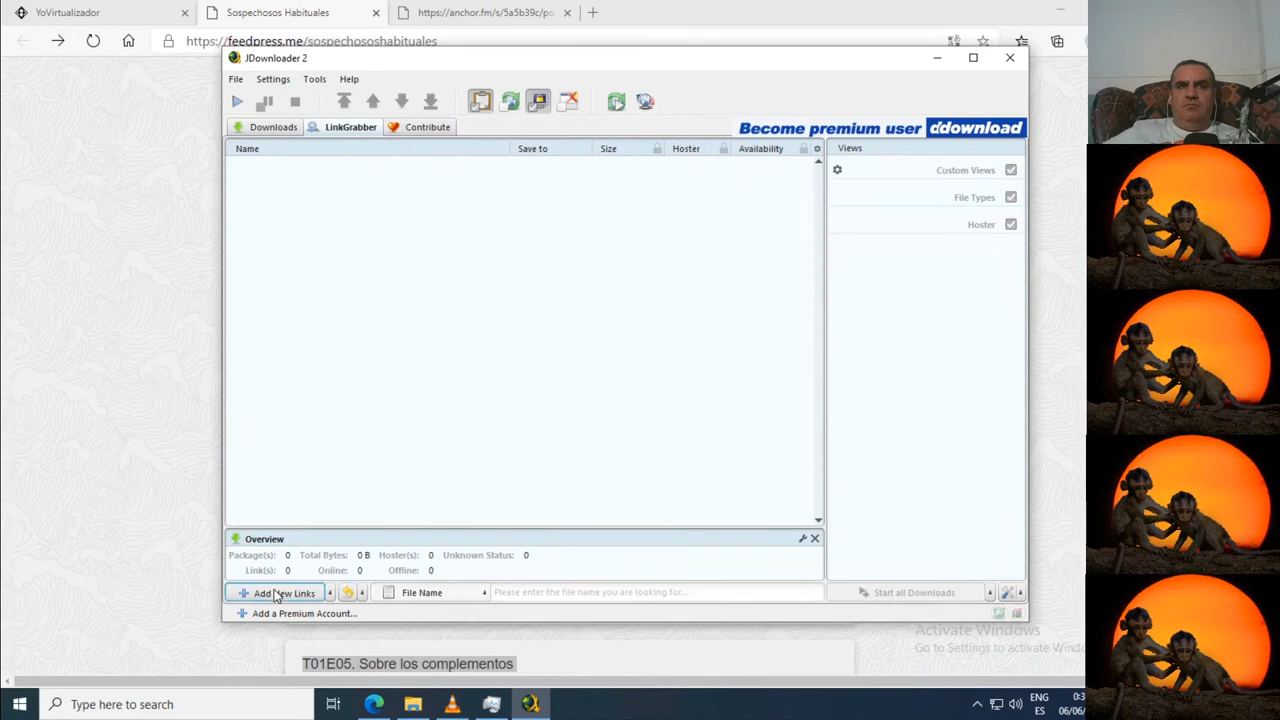 YoVirtualizador
Sospechosos Habituales
https://anchor.fm/s/5a5b39c/po
https://feedpress.me/sospechososhabituales
JDownloader 2
File Settings Tools Help
Downloads LinkGrabber Contribute
Become premium user ddownload
Name Save to Size Hoster Availability
Views
Custom Views
File Types
Hoster
Overview
Package(s): 0 Total Bytes: 0 B Hoster(s): 0 Unknown Status: 0
Link(s): 0 Online: 0 Offline: 0
Add New Links File Name Please enter the file name you are looking for... Start all Downloads
Add a Premium Account...
Activate Windows
Go to Settings to activate Windo
T01E05. Sobre los complementos
Type here to search
ENG
ES
0:3
06/06/